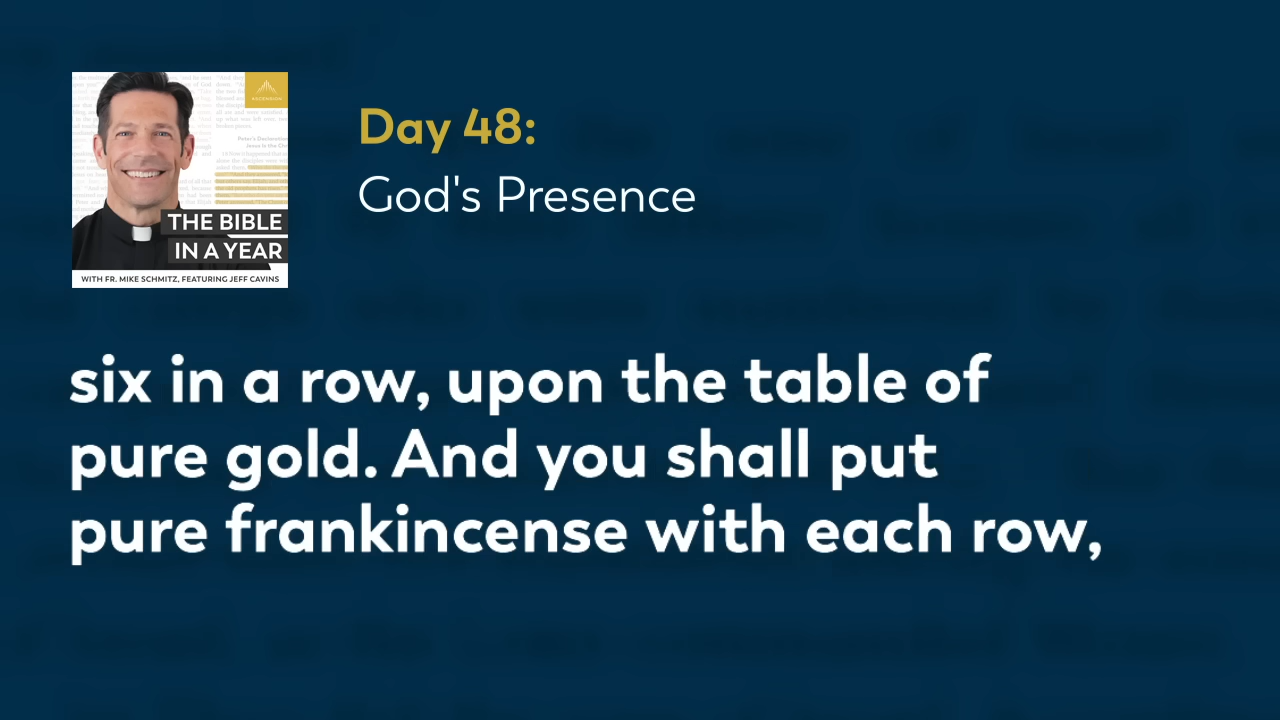 ASCENSION
THE BIBLE
IN A YEAR
WITH FR. MIKE SCHMITZ, FEATURING JEFF CAVINS
Day 48:
God's Presence
six in a row, upon the table of
pure gold. And you shall put
pure frankincense with each row,